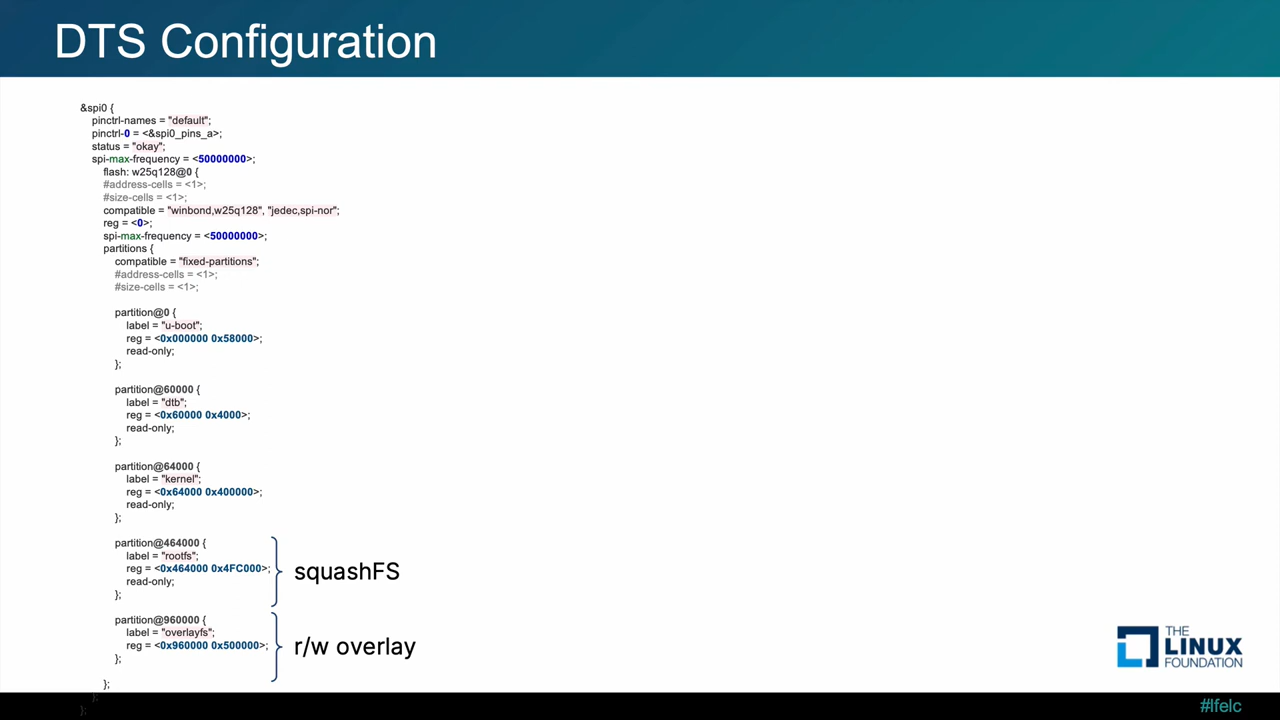 DTS Configuration
&spi0 {
pinctrl-names = "default";
pinctrl-0 = <&spi0_pins_a>;
status = "okay";
spi-max-frequency = <50000000>;
flash: w25q128@0 {
#address-cells = <1>;
#size-cells = <1>;
compatible = "winbond,w25q128", "jedec,spi-nor";
reg = <0>;
spi-max-frequency = <50000000>;
partitions {
compatible = "fixed-partitions";
#address-cells = <1>;
#size-cells = <1>;
partition@0 {
label = "u-boot";
reg = <0x000000 0x58000>;
read-only;
};
partition@60000 {
label = "dtb";
reg = <0x60000 0x4000>;
read-only;
};
partition@64000 {
label = "kernel";
reg = <0x64000 0x400000>;
read-only;
};
partition@464000 {
label = "rootfs";
reg = <0x464000 0x4FC000>;
read-only;
};
squashFS
partition@960000 {
label = "overlayfs";
reg = <0x960000 0x500000>;
};
r/w overlay
};
};
};
THE
LINUX
FOUNDATION
#lfelc